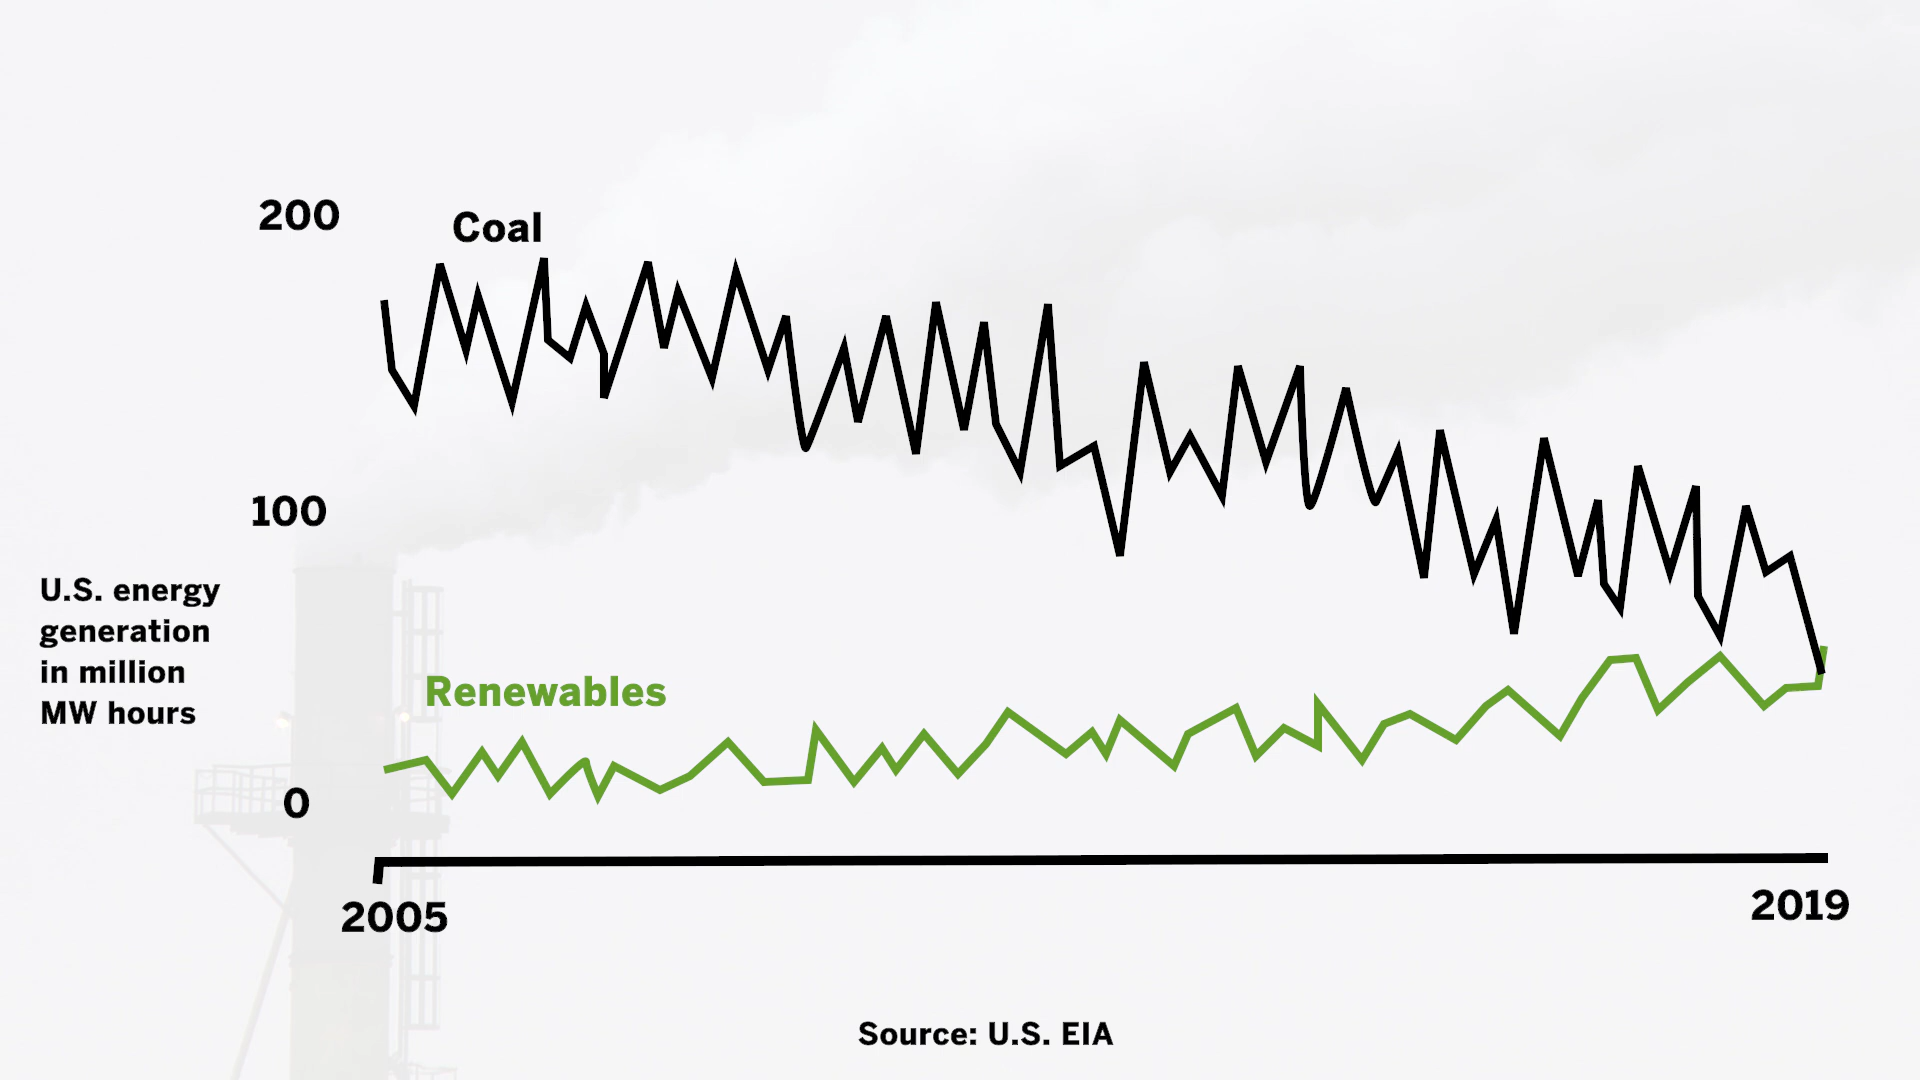 200
Coal
100
U.S. energy
generation
in million
MW hours
Renewables
0
2005
2019
Source: U.S. EIA